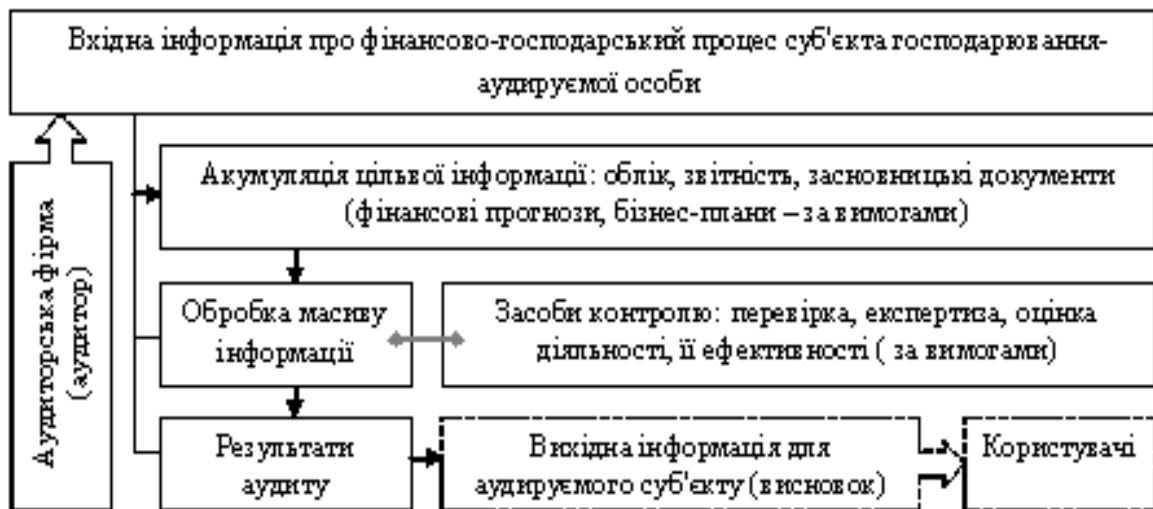 Вхідна інформація про фінансово-господарський процес суб'єкта господарювання-
аудируємої особи
Аудиторська фірма
(аудитор)
Акумуляція цільвої інформації: облік, звітність, засновницькі документи
(фінансові прогнози, бізнес-плани – за вимогами)
Обробка масиву
інформації
Засоби контролю: перевірка, експертиза, оцінка
діяльності, її ефективності ( за вимогами)
Результати
аудиту
Вихідна інформація для
аудируємого суб'єкту (висновок)
Користувачі